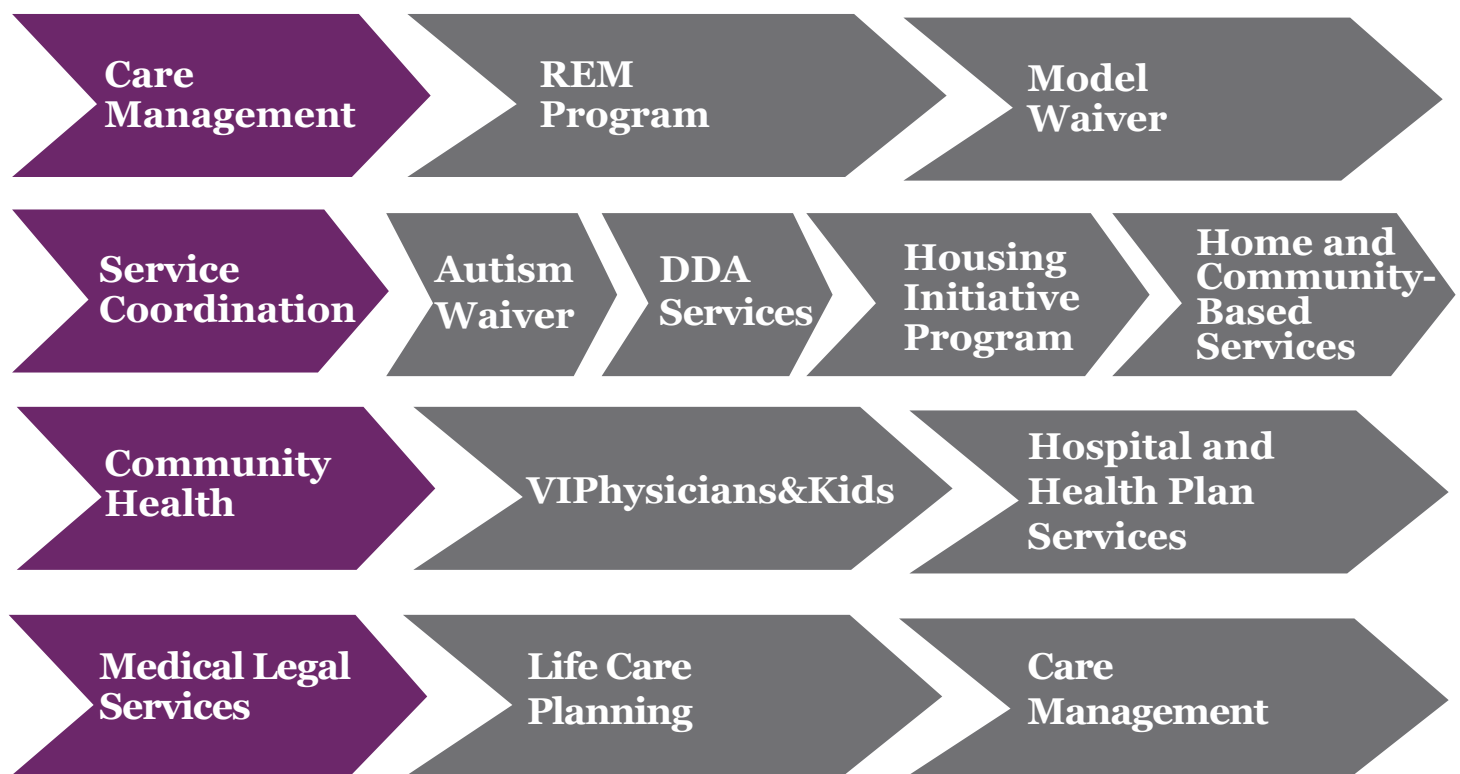 Care
Management
REM
Program
Model
Waiver
Service
Coordination
Autism
Waiver
DDA
Services
Housing
Initiative
Program
Home and
Community-
Based
Services
Community
Health
VIPhysicians&Kids
Hospital and
Health Plan
Services
Medical Legal
Services
Life Care
Planning
Care
Management